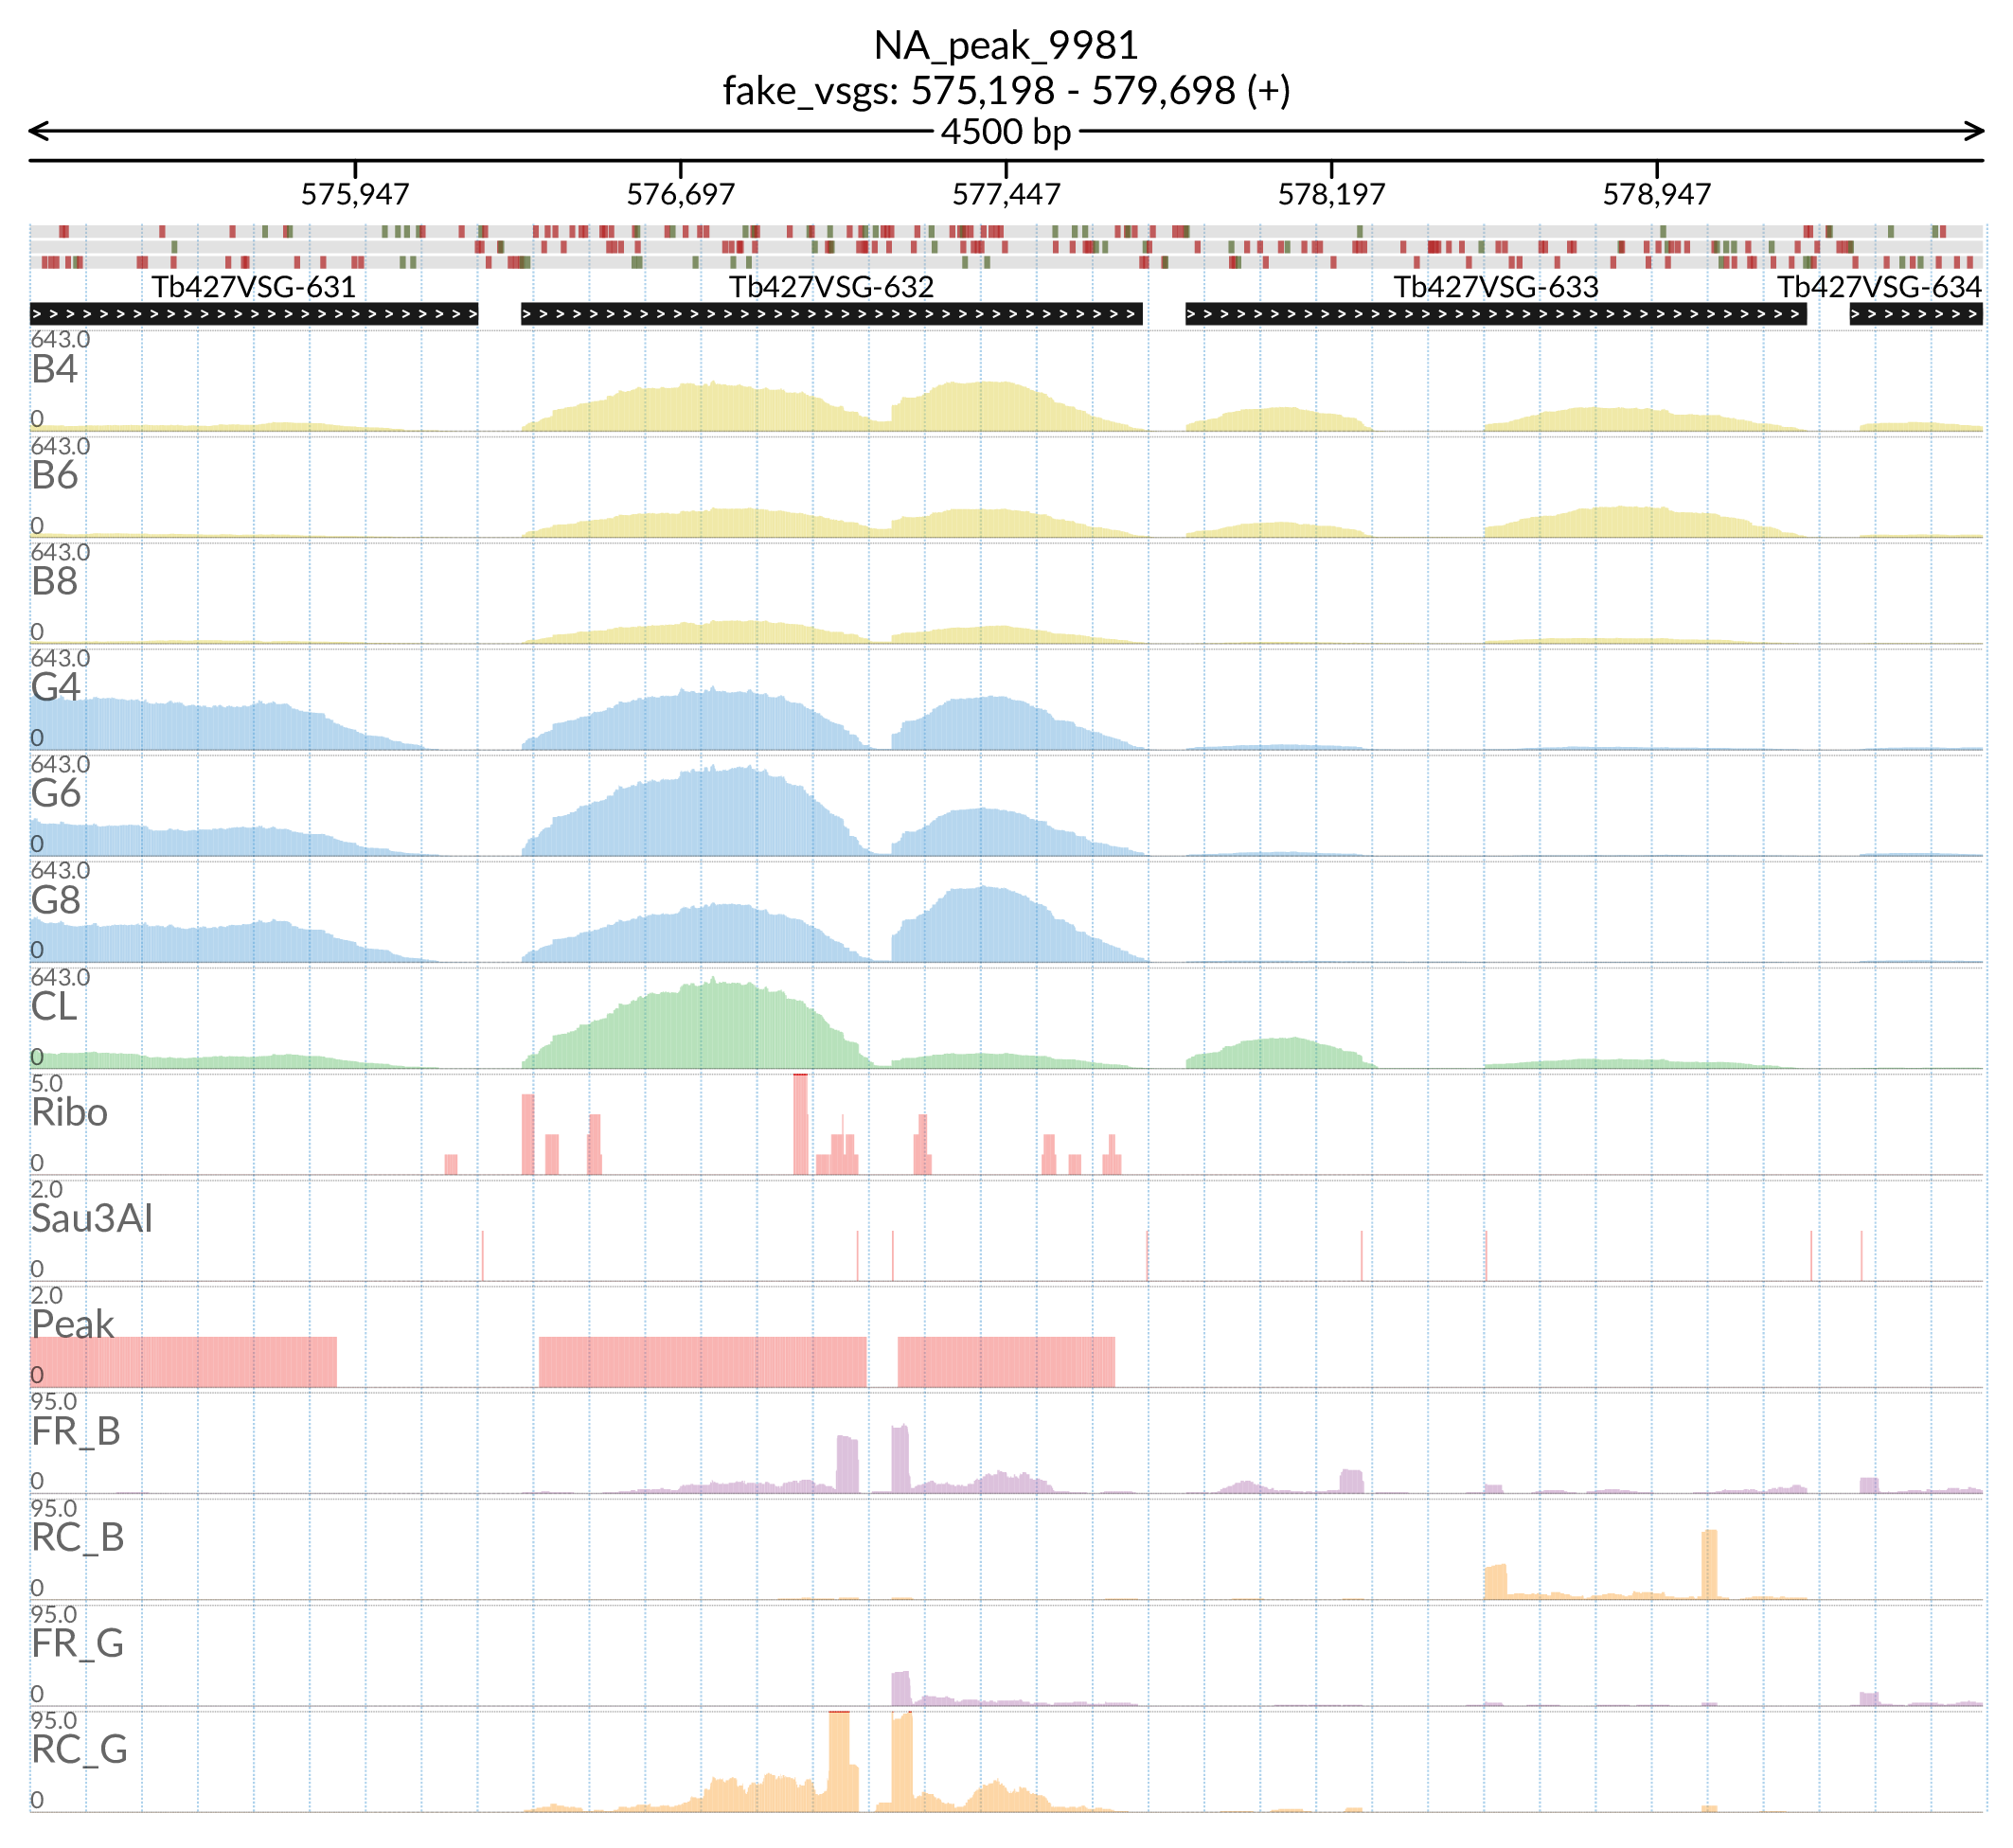 NA_peak_9981
fake_vsgs: 575,198 - 579,698 (+)
4500 bp
575,947 576,697 577,447 578,197 578,947
Tb427VSG-631 Tb427VSG-632 Tb427VSG-633 Tb427VSG-634
643.0
B4
0
643.0
B6
0
643.0
B8
0
643.0
G4
0
643.0
G6
0
643.0
G8
0
643.0
CL
0
5.0
Ribo
0
2.0
Sau3AI
0
2.0
Peak
0
95.0
FR_B
0
95.0
RC_B
0
95.0
FR_G
0
95.0
RC_G
0